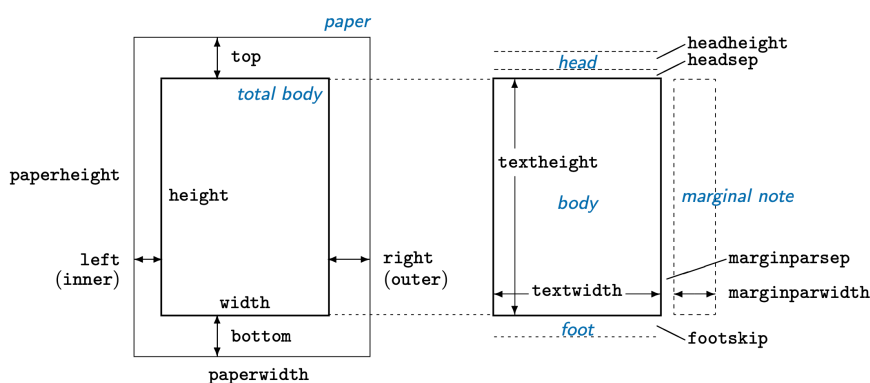 paper
top
total body
paperheight
height
left
(inner)
right
(outer)
width
bottom
paperwidth
headheight
head
headsep
textheight
body
marginal note
marginparsep
textwidth
marginparwidth
foot
footskip